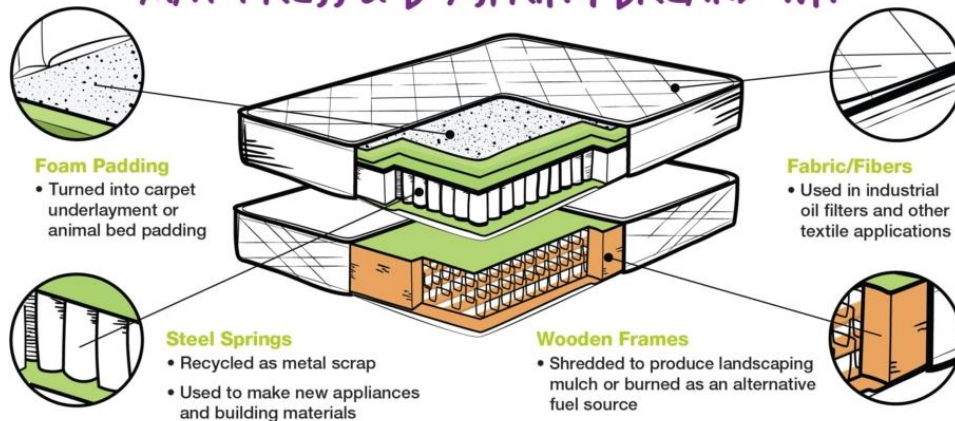 Foam Padding
• Turned into carpet
underlayment or
animal bed padding
Fabric/Fibers
• Used in industrial
oil filters and other
textile applications
Steel Springs
• Recycled as metal scrap
• Used to make new appliances
and building materials
Wooden Frames
• Shredded to produce landscaping
mulch or burned as an alternative
fuel source